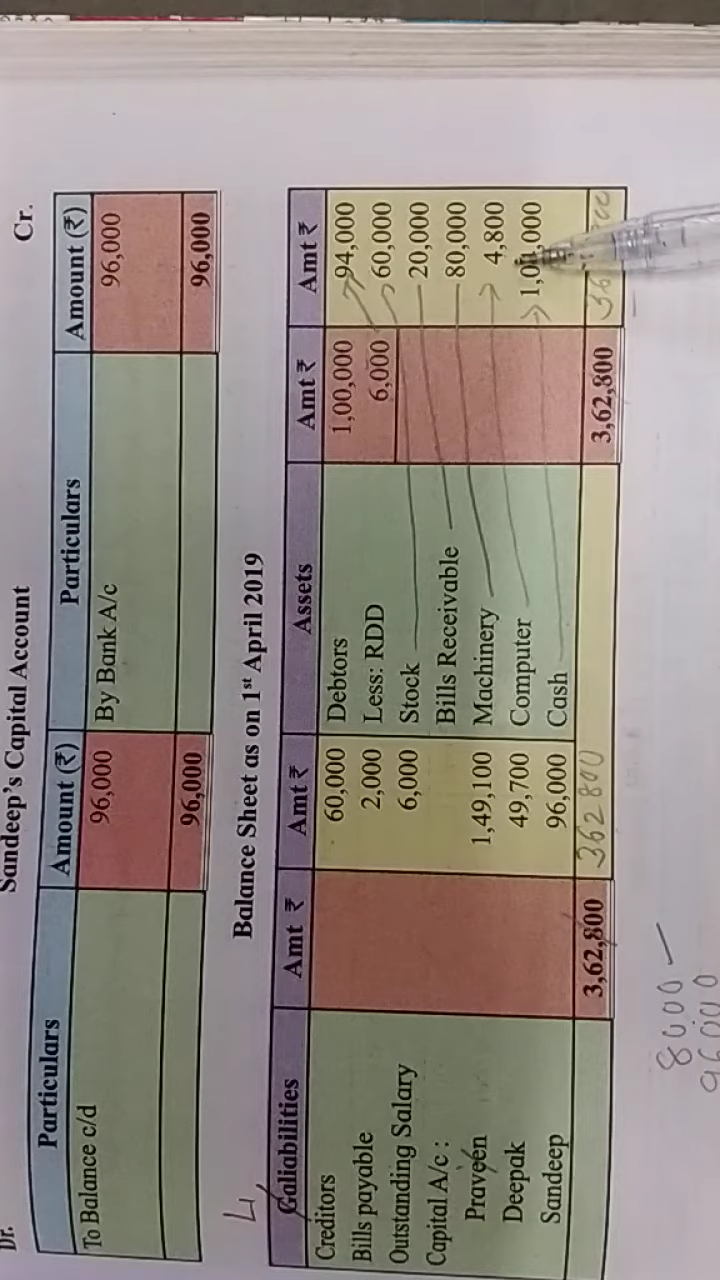 Sandeep's Capital Account
Dr. Cr.
Particulars Amount (₹) Particulars Amount (₹)
To Balance c/d 96,000 By Bank A/c 96,000
96,000 96,000
Balance Sheet as on 1st April 2019
Galiabilities Amt ₹ Amt ₹ Assets Amt ₹ Amt ₹
Creditors 60,000 Debtors 1,00,000 94,000
Bills payable 2,000 Less: RDD 6,000 60,000
Outstanding Salary 6,000 Stock 20,000
Capital A/c : Bills Receivable 80,000
Praveen 1,49,100 Machinery 4,800
Deepak 49,700 Computer
Sandeep 96,000 Cash
3,62,800 362800 3,62,800
8000